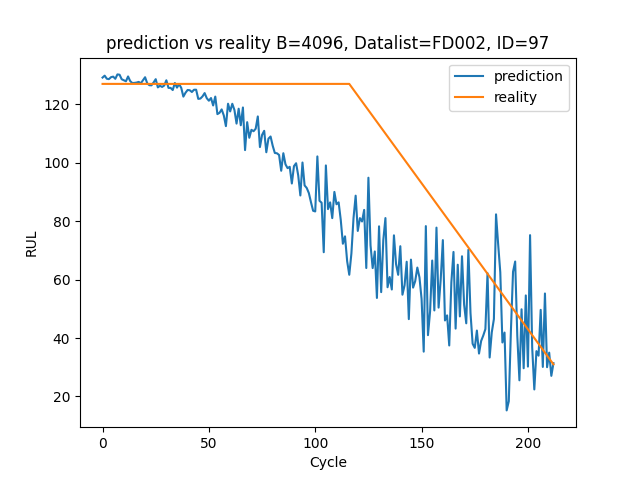 prediction vs reality B=4096, Datalist=FD002, ID=97
prediction
reality
RUL
120
100
80
60
40
20
0 50 100 150 200
Cycle